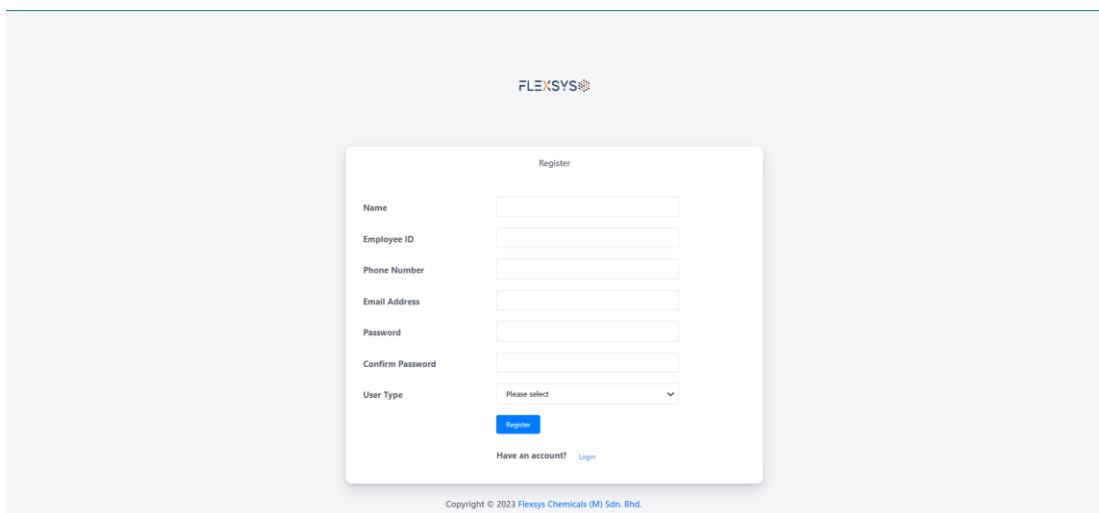 FLEXSYS
Register
Name
Employee ID
Phone Number
Email Address
Password
Confirm Password
User Type Please select
Register
Have an account? Login
Copyright © 2023 Flexsys Chemicals (M) Sdn. Bhd.